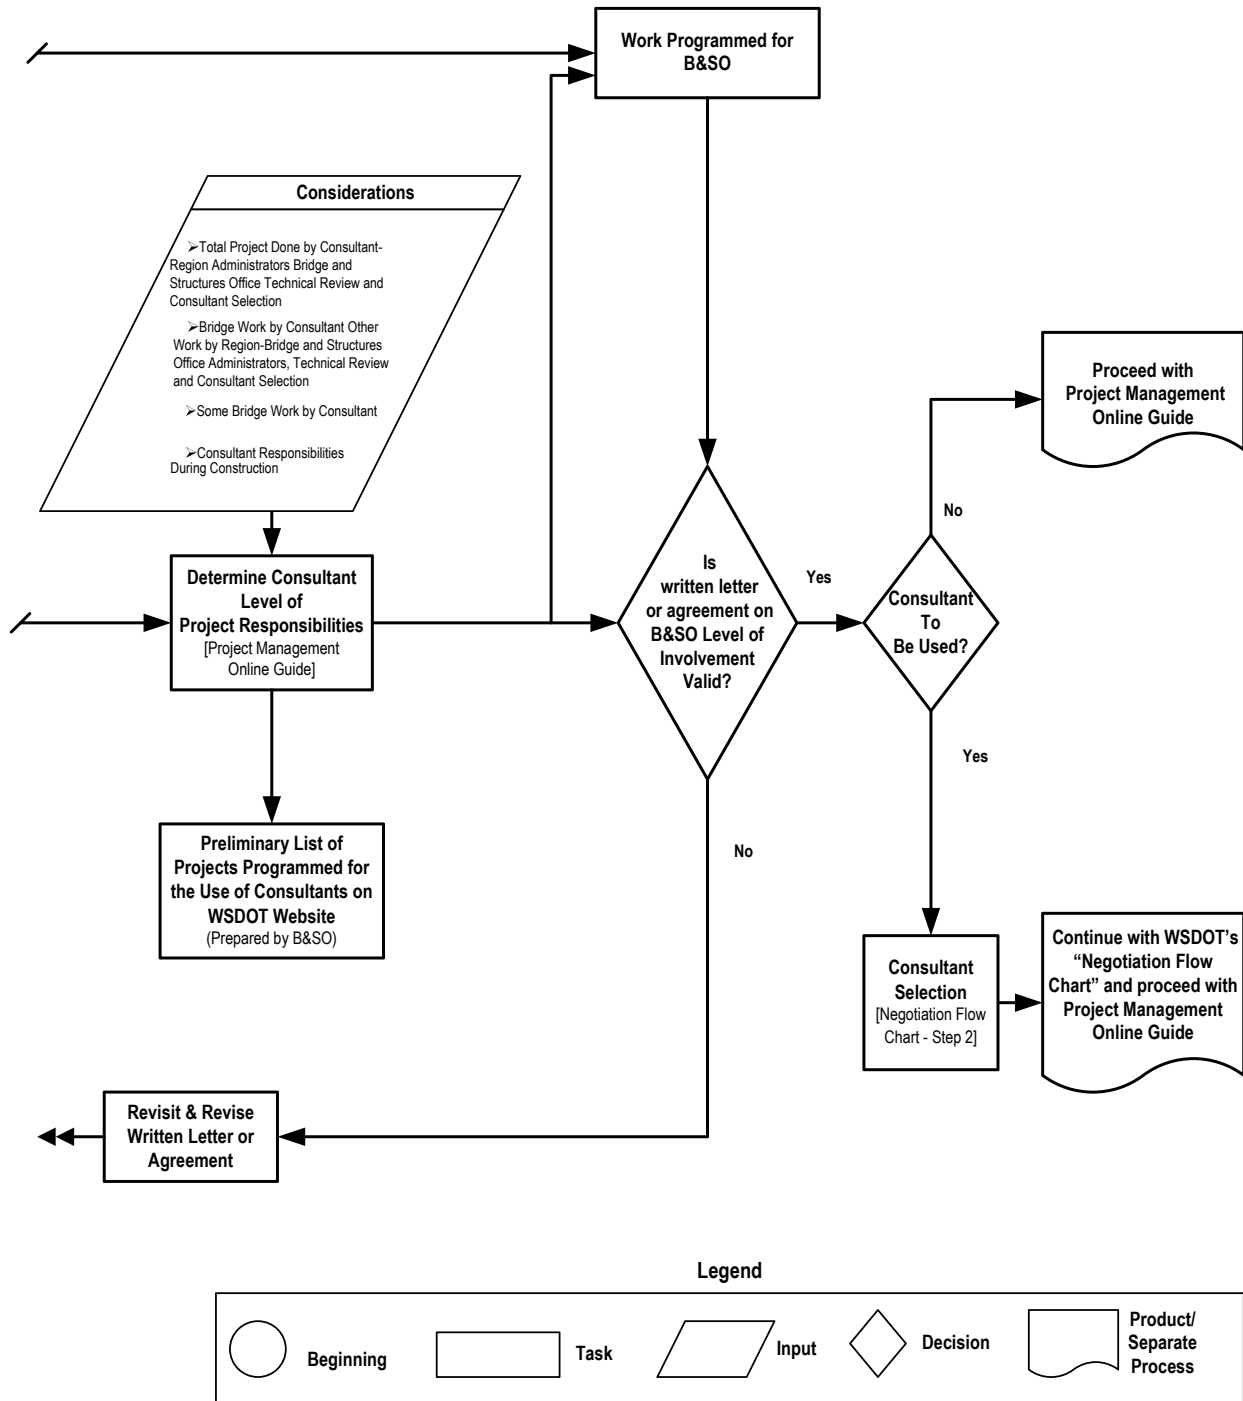 Work Programmed for
B&SO
Considerations
➢Total Project Done by Consultant-
Region Administrators Bridge and
Structures Office Technical Review and
Consultant Selection
➢Bridge Work by Consultant Other
Work by Region-Bridge and Structures
Office Administrators, Technical Review
and Consultant Selection
➢Some Bridge Work by Consultant
➢Consultant Responsibilities
During Construction
Proceed with
Project Management
Online Guide
No
Determine Consultant
Level of
Project Responsibilities
[Project Management
Online Guide]
Is
written letter
or agreement on
B&SO Level of
Involvement
Valid?
Yes
Consultant
To
Be Used?
Yes
No
Preliminary List of
Projects Programmed for
the Use of Consultants on
WSDOT Website
(Prepared by B&SO)
Consultant
Selection
[Negotiation Flow
Chart - Step 2]
Continue with WSDOT’s
“Negotiation Flow
Chart” and proceed with
Project Management
Online Guide
Revisit & Revise
Written Letter or
Agreement
Legend
Beginning
Task
Input
Decision
Product/
Separate
Process